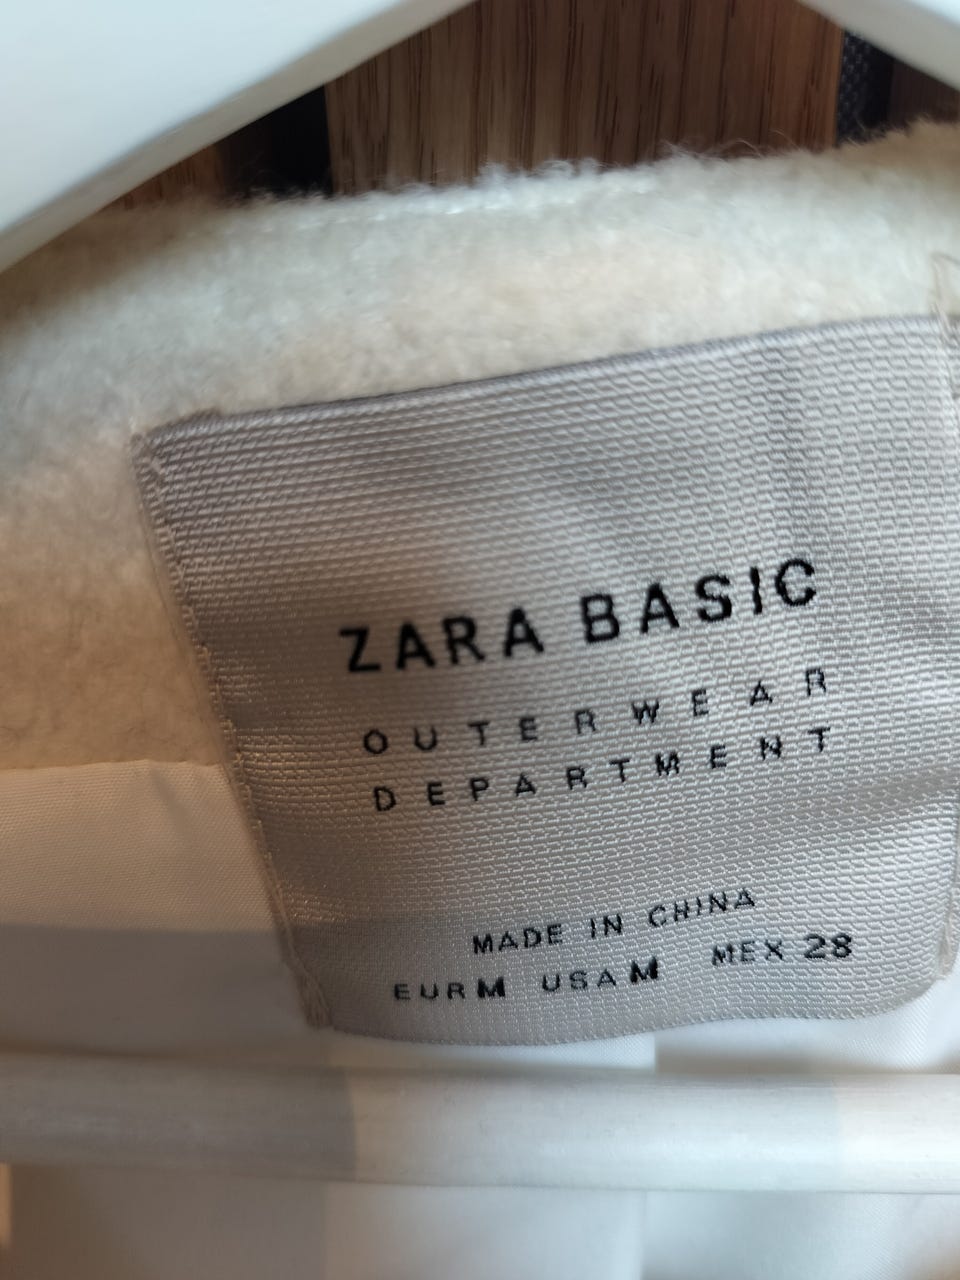 ZARA BASIC
OUTERWEAR
DEPARTMENT
MADE IN CHINA
EUR M USA M MEX 28